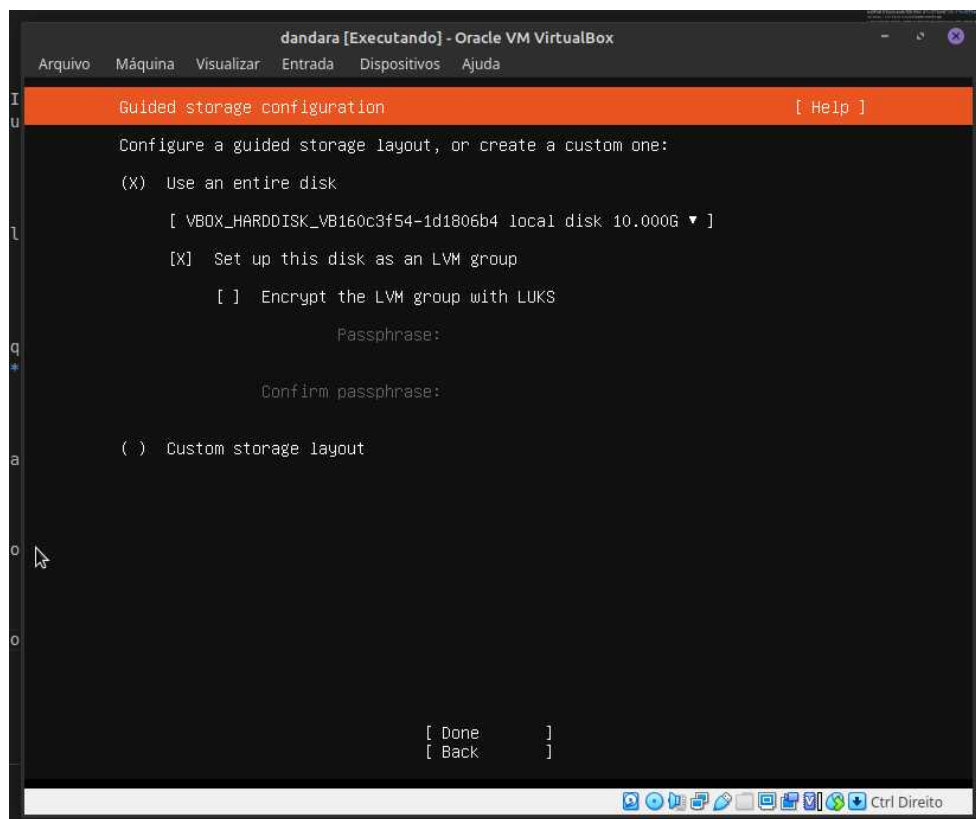 dandara [Executando] - Oracle VM VirtualBox
Arquivo Máquina Visualizar Entrada Dispositivos Ajuda
Guided storage configuration [ Help ]
Configure a guided storage layout, or create a custom one:
(X) Use an entire disk
[ VBOX_HARDDISK_VB160c3f54-1d1806b4 local disk 10.000G ▾ ]
[X] Set up this disk as an LVM group
[ ] Encrypt the LVM group with LUKS
Passphrase:
Confirm passphrase:
( ) Custom storage layout
[ Done ]
[ Back ]
Ctrl Direito
I
u
l
q
*
a
o
o